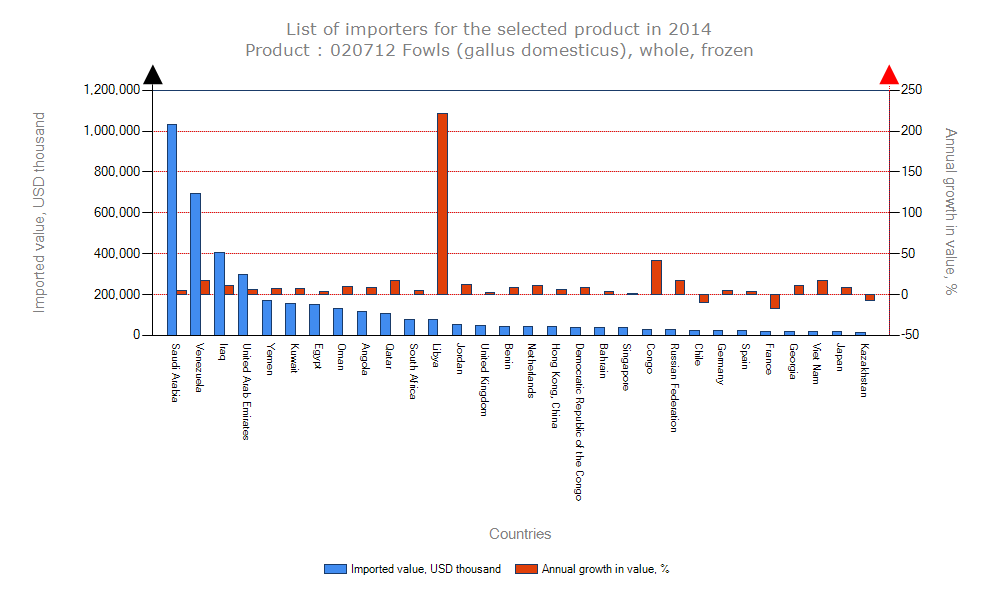 List of importers for the selected product in 2014
Product : 020712 Fowls (gallus domesticus), whole, frozen
Imported value, USD thousand
1,200,000
1,000,000
800,000
600,000
400,000
200,000
0
250
200
150
100
50
0
-50
Annual growth in value, %
Saudi Arabia
Venezuela
Iraq
United Arab Emirates
Yemen
Kuwait
Egypt
Oman
Angola
Qatar
South Africa
Libya
Jordan
United Kingdom
Benin
Netherlands
Hong Kong, China
Democratic Republic of the Congo
Bahrain
Singapore
Congo
Russian Federation
Chile
Germany
Spain
France
Georgia
Viet Nam
Japan
Kazakhstan
Countries
Imported value, USD thousand
Annual growth in value, %